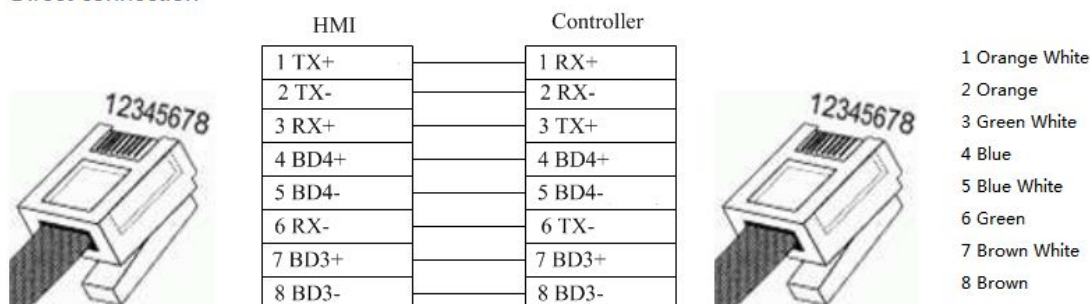 HMI Controller
1 TX+ 1 RX+
2 TX- 2 RX-
3 RX+ 3 TX+
4 BD4+ 4 BD4+
5 BD4- 5 BD4-
6 RX- 6 TX-
7 BD3+ 7 BD3+
8 BD3- 8 BD3-
12345678
12345678
1 Orange White
2 Orange
3 Green White
4 Blue
5 Blue White
6 Green
7 Brown White
8 Brown